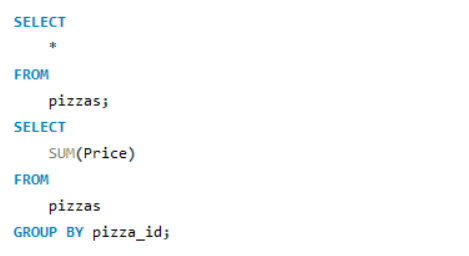 SELECT
    *
FROM
    pizzas;
SELECT
    SUM(Price)
FROM
    pizzas
GROUP BY pizza_id;